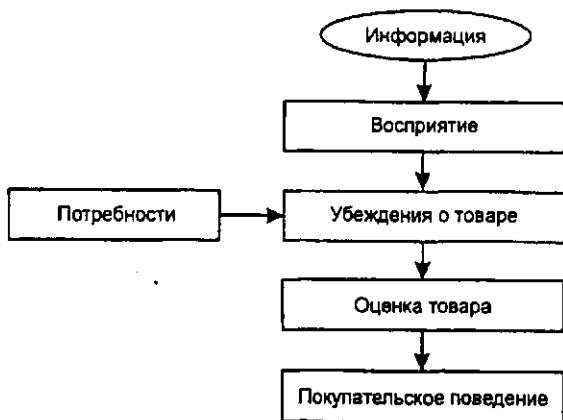 Информация
Восприятие
Потребности
Убеждения о товаре
Оценка товара
Покупательское поведение